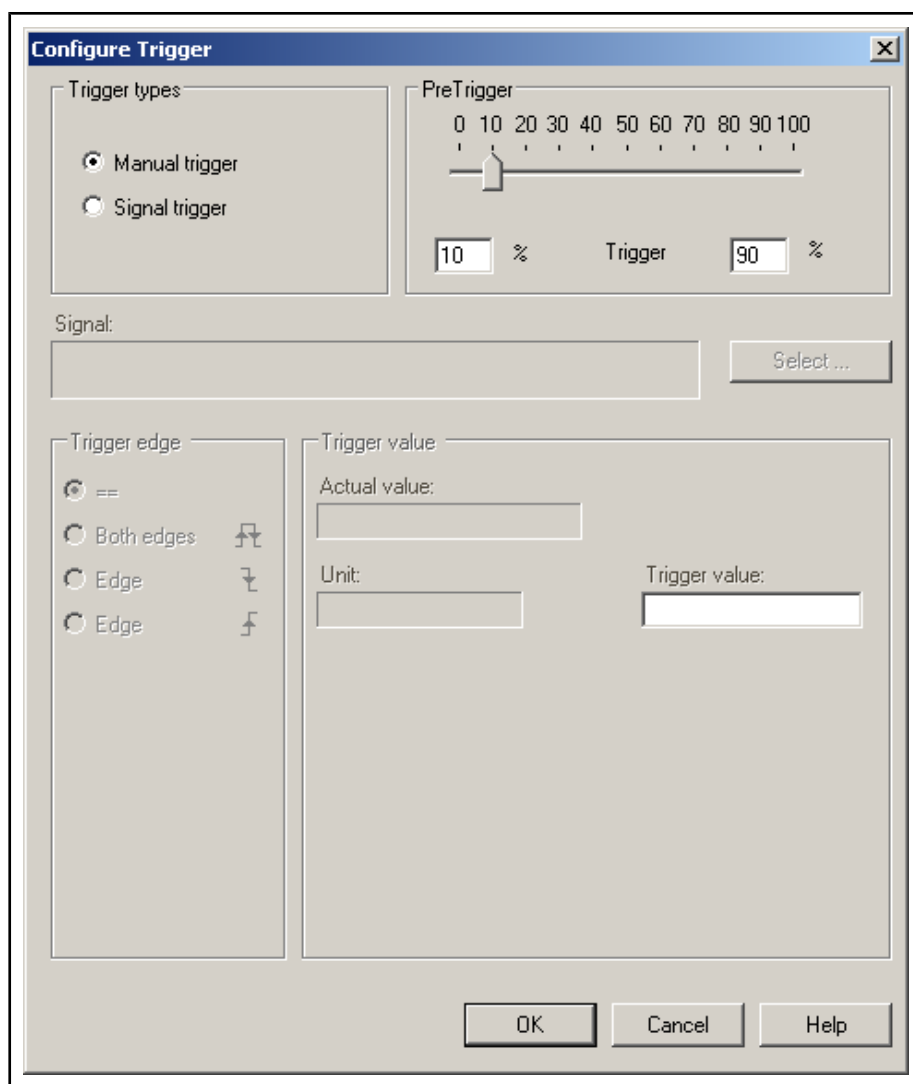 Configure Trigger
Trigger types
Manual trigger
Signal trigger
PreTrigger
0 10 20 30 40 50 60 70 80 90 100
10 % Trigger 90 %
Signal:
Select ...
Trigger edge
==
Both edges
Edge
Edge
Trigger value
Actual value:
Unit:
Trigger value:
OK Cancel Help